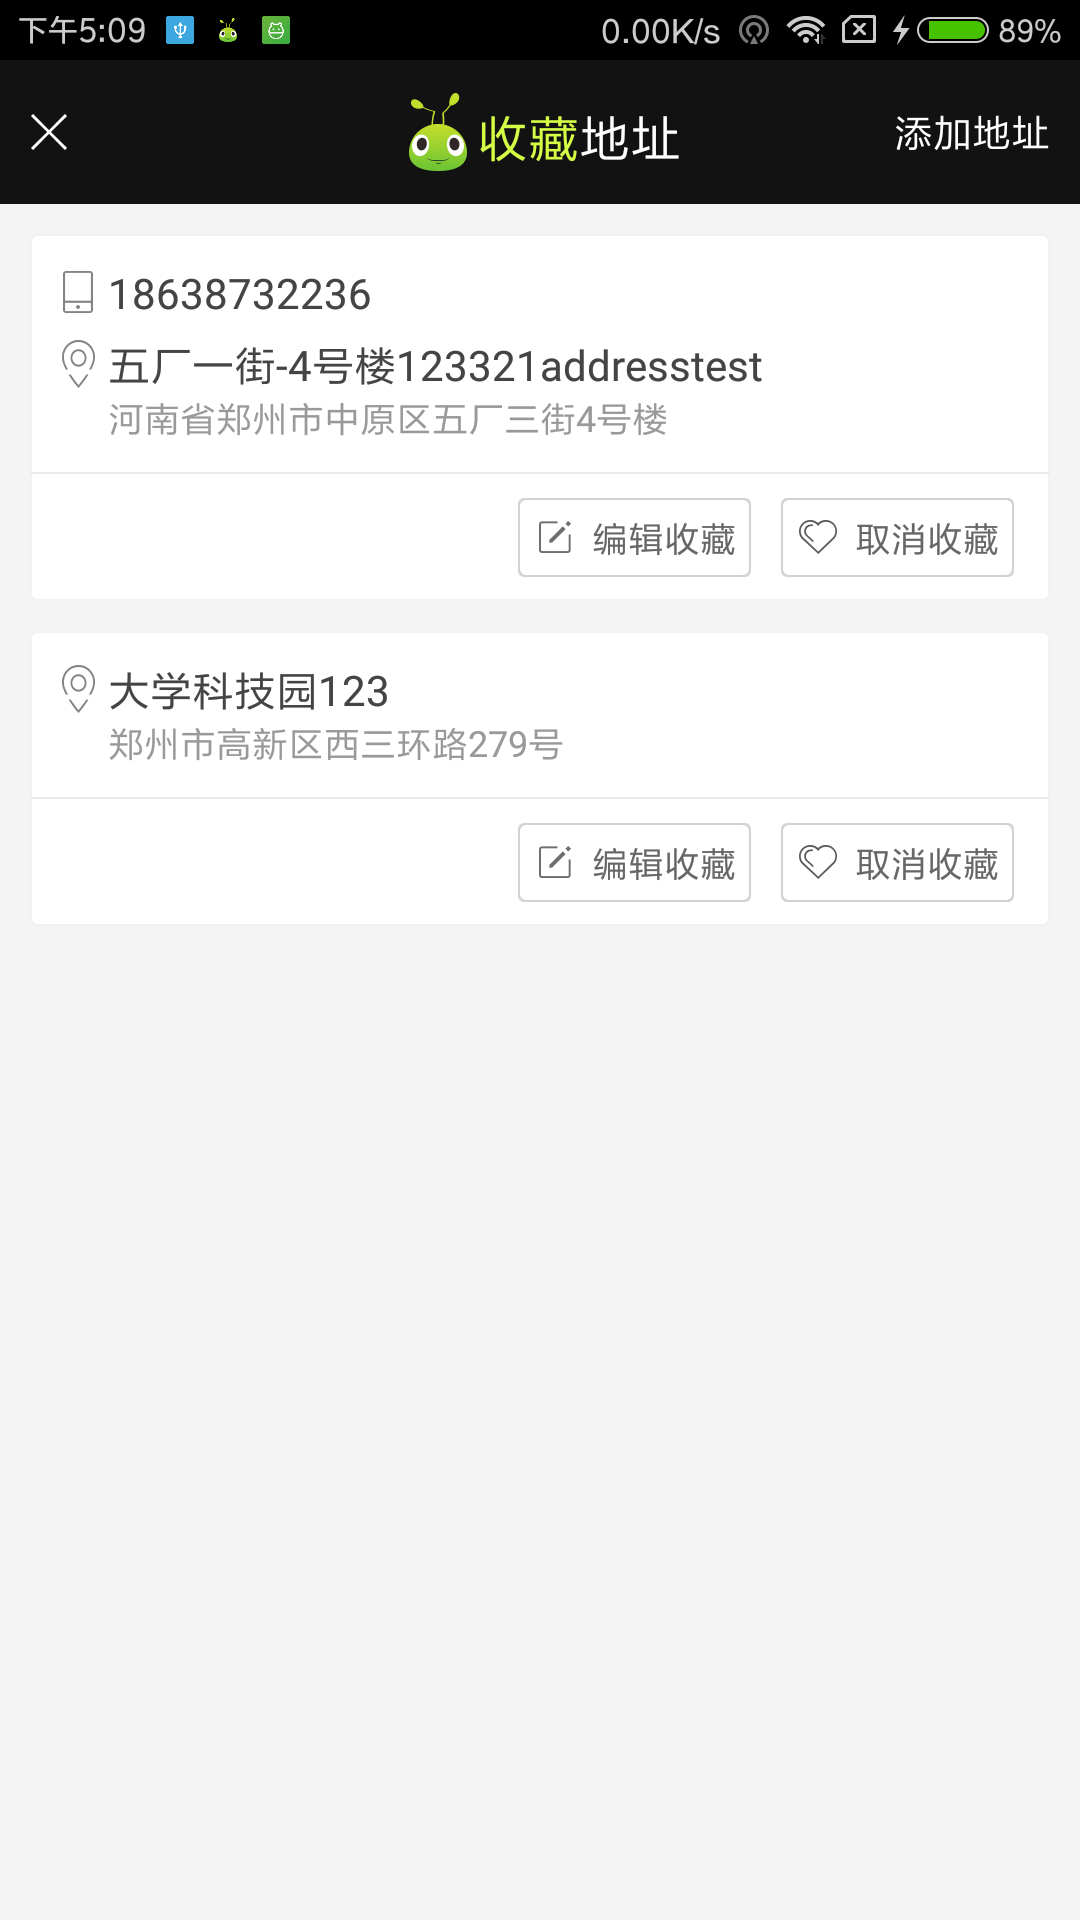 下午5:09 0.00K/s 89%
收藏地址 添加地址
18638732236
五厂一街-4号楼123321addresstest
河南省郑州市中原区五厂三街4号楼
编辑收藏 取消收藏
大学科技园123
郑州市高新区西三环路279号
编辑收藏 取消收藏